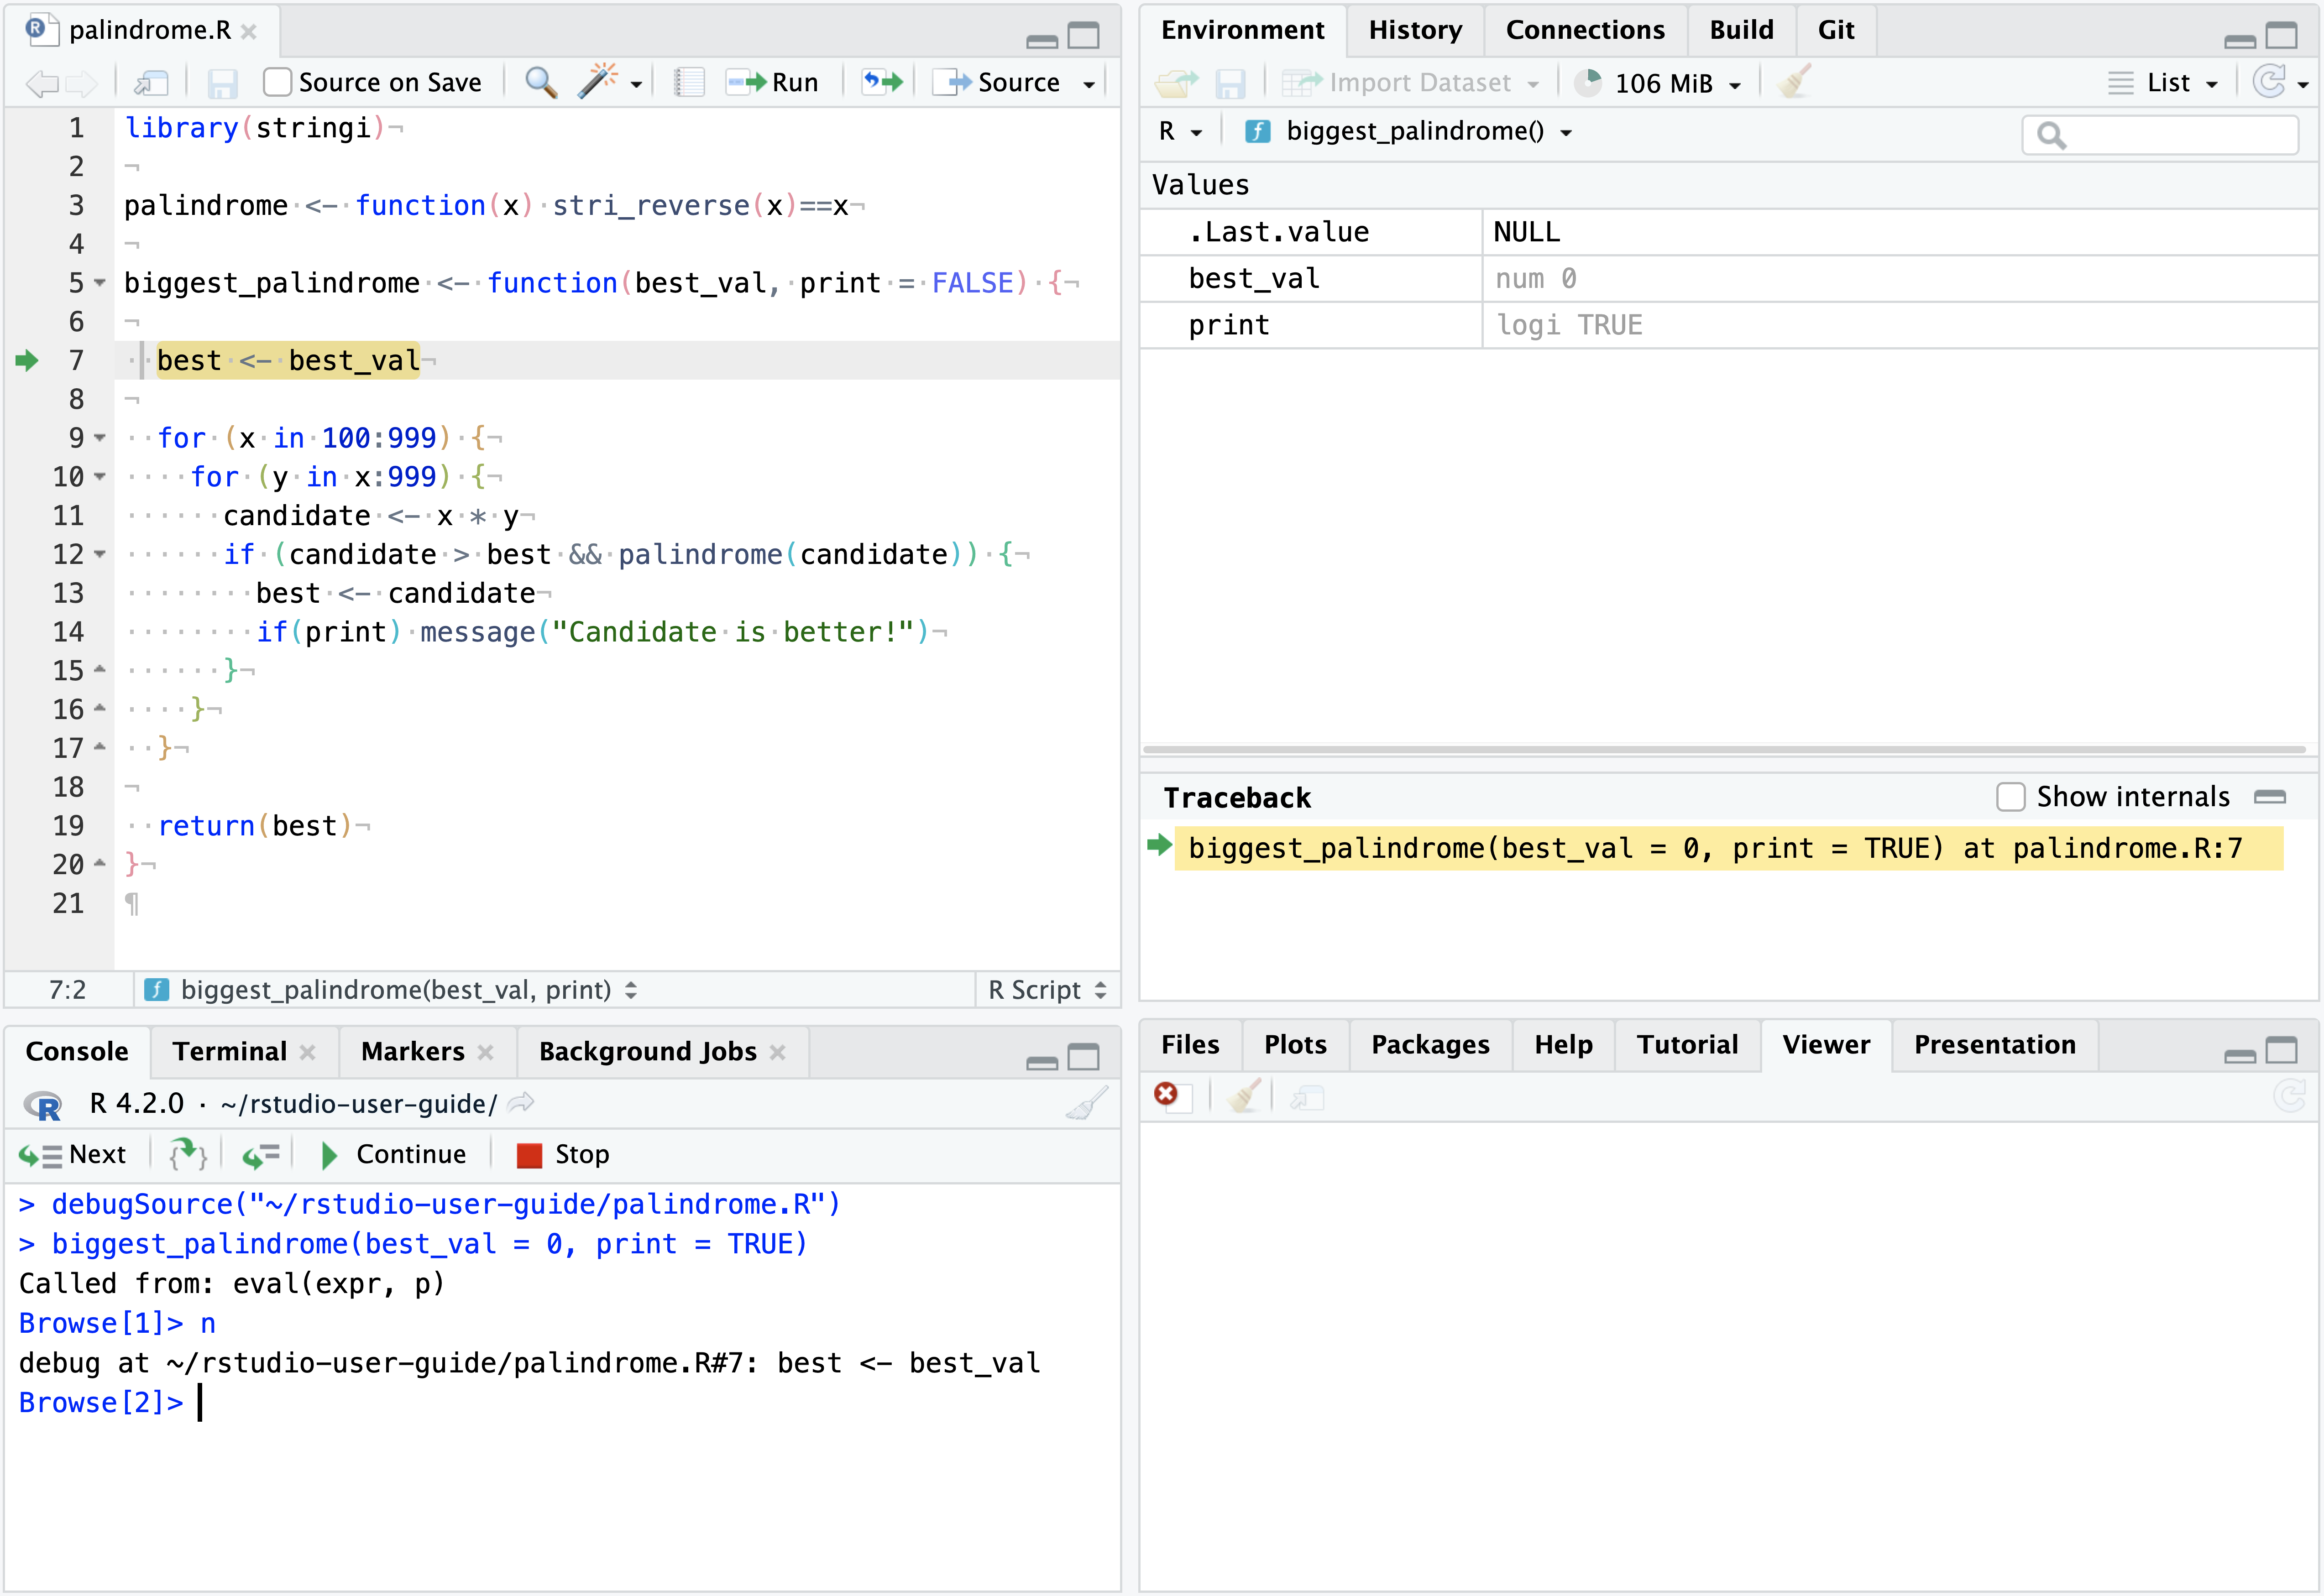 palindrome.R
Source on Save Run Source
1 library(stringi)¬
2 ¬
3 palindrome·<-·function(x)·stri_reverse(x)==x¬
4 ¬
5 biggest_palindrome·<-·function(best_val,·print·=·FALSE)·{¬
6 ¬
7 ··best·<-·best_val¬
8 ¬
9 ··for·(x·in·100:999)·{¬
10 ····for·(y·in·x:999)·{¬
11 ······candidate·<-·x·*·y¬
12 ······if·(candidate·>·best·&&·palindrome(candidate))·{¬
13 ········best·<-·candidate¬
14 ········if(print)·message("Candidate·is·better!")¬
15 ······}¬
16 ····}¬
17 ··}¬
18 ¬
19 ··return(best)¬
20 }¬
21 ¶
7:2 f biggest_palindrome(best_val, print) R Script
Console Terminal Markers Background Jobs
R R 4.2.0 · ~/rstudio-user-guide/
Next Continue Stop
> debugSource("~/rstudio-user-guide/palindrome.R")
> biggest_palindrome(best_val = 0, print = TRUE)
Called from: eval(expr, p)
Browse[1]> n
debug at ~/rstudio-user-guide/palindrome.R#7: best <- best_val
Browse[2]>
Environment History Connections Build Git
Import Dataset 106 MiB List
R f biggest_palindrome()
Values
.Last.value NULL
best_val num 0
print logi TRUE
Traceback Show internals
biggest_palindrome(best_val = 0, print = TRUE) at palindrome.R:7
Files Plots Packages Help Tutorial Viewer Presentation